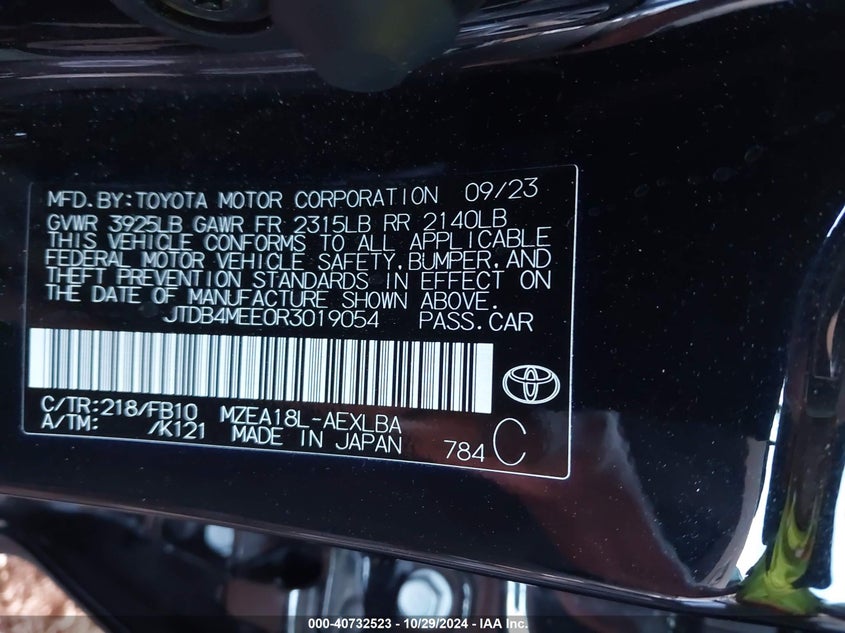 MFD.BY:TOYOTA MOTOR CORPORATION 09/23
GVWR 3925LB GAWR FR 2315LB RR 2140LB
THIS VEHICLE CONFORMS TO ALL APPLICABLE
FEDERAL MOTOR VEHICLE SAFETY,BUMPER,AND
THEFT PREVENTION STANDARDS IN EFFECT ON
THE DATE OF MANUFACTURE SHOWN ABOVE.
JTDB4MEE0R3019054 PASS.CAR
C/TR:218/FB10 MZEA18L-AEXLBA
A/TM: /K121 MADE IN JAPAN 784 C
000-40732523 - 10/29/2024 - IAA Inc.